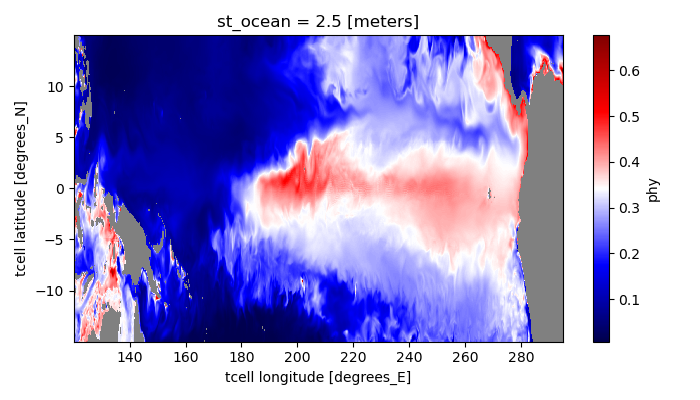 st_ocean = 2.5 [meters]
10
5
0
−5
−10
tcell latitude [degrees_N]
140 160 180 200 220 240 260 280
tcell longitude [degrees_E]
0.6
0.5
0.4
0.3
0.2
0.1
phy